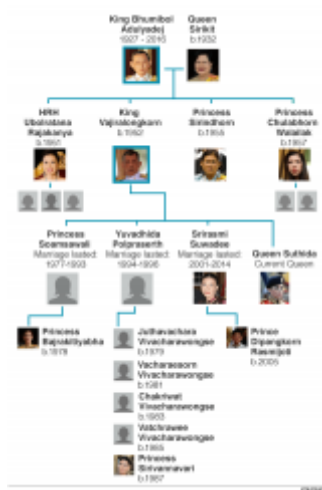 King Bhumibol
Adulyadej
1927 - 2016
Queen
Sirikit
b.1932
HRH
Ubolratana
Rajakanya
b.1951
King
Vajiralongkorn
b.1952
Princess
Sirindhorn
b.1955
Princess
Chulabhorn
Walailak
b.1957
Princess
Soamsawali
Marriage lasted:
1977-1993
Yuvadhida
Polpraserth
Marriage lasted:
1994-1996
Srirasmi
Suwadee
Marriage lasted:
2001-2014
Queen Suthida
Current Queen
Princess
Bajrakitiyabha
b.1978
Juthavachara
Vivacharawongse
b.1979
Vacharaesorn
Vivacharawongse
b.1981
Chakriwat
Vivacharawongse
b.1983
Vatchrawee
Vivacharawongse
b.1985
Princess
Sirivannavari
b.1987
Prince
Dipangkorn
Rasmijoti
b.2005